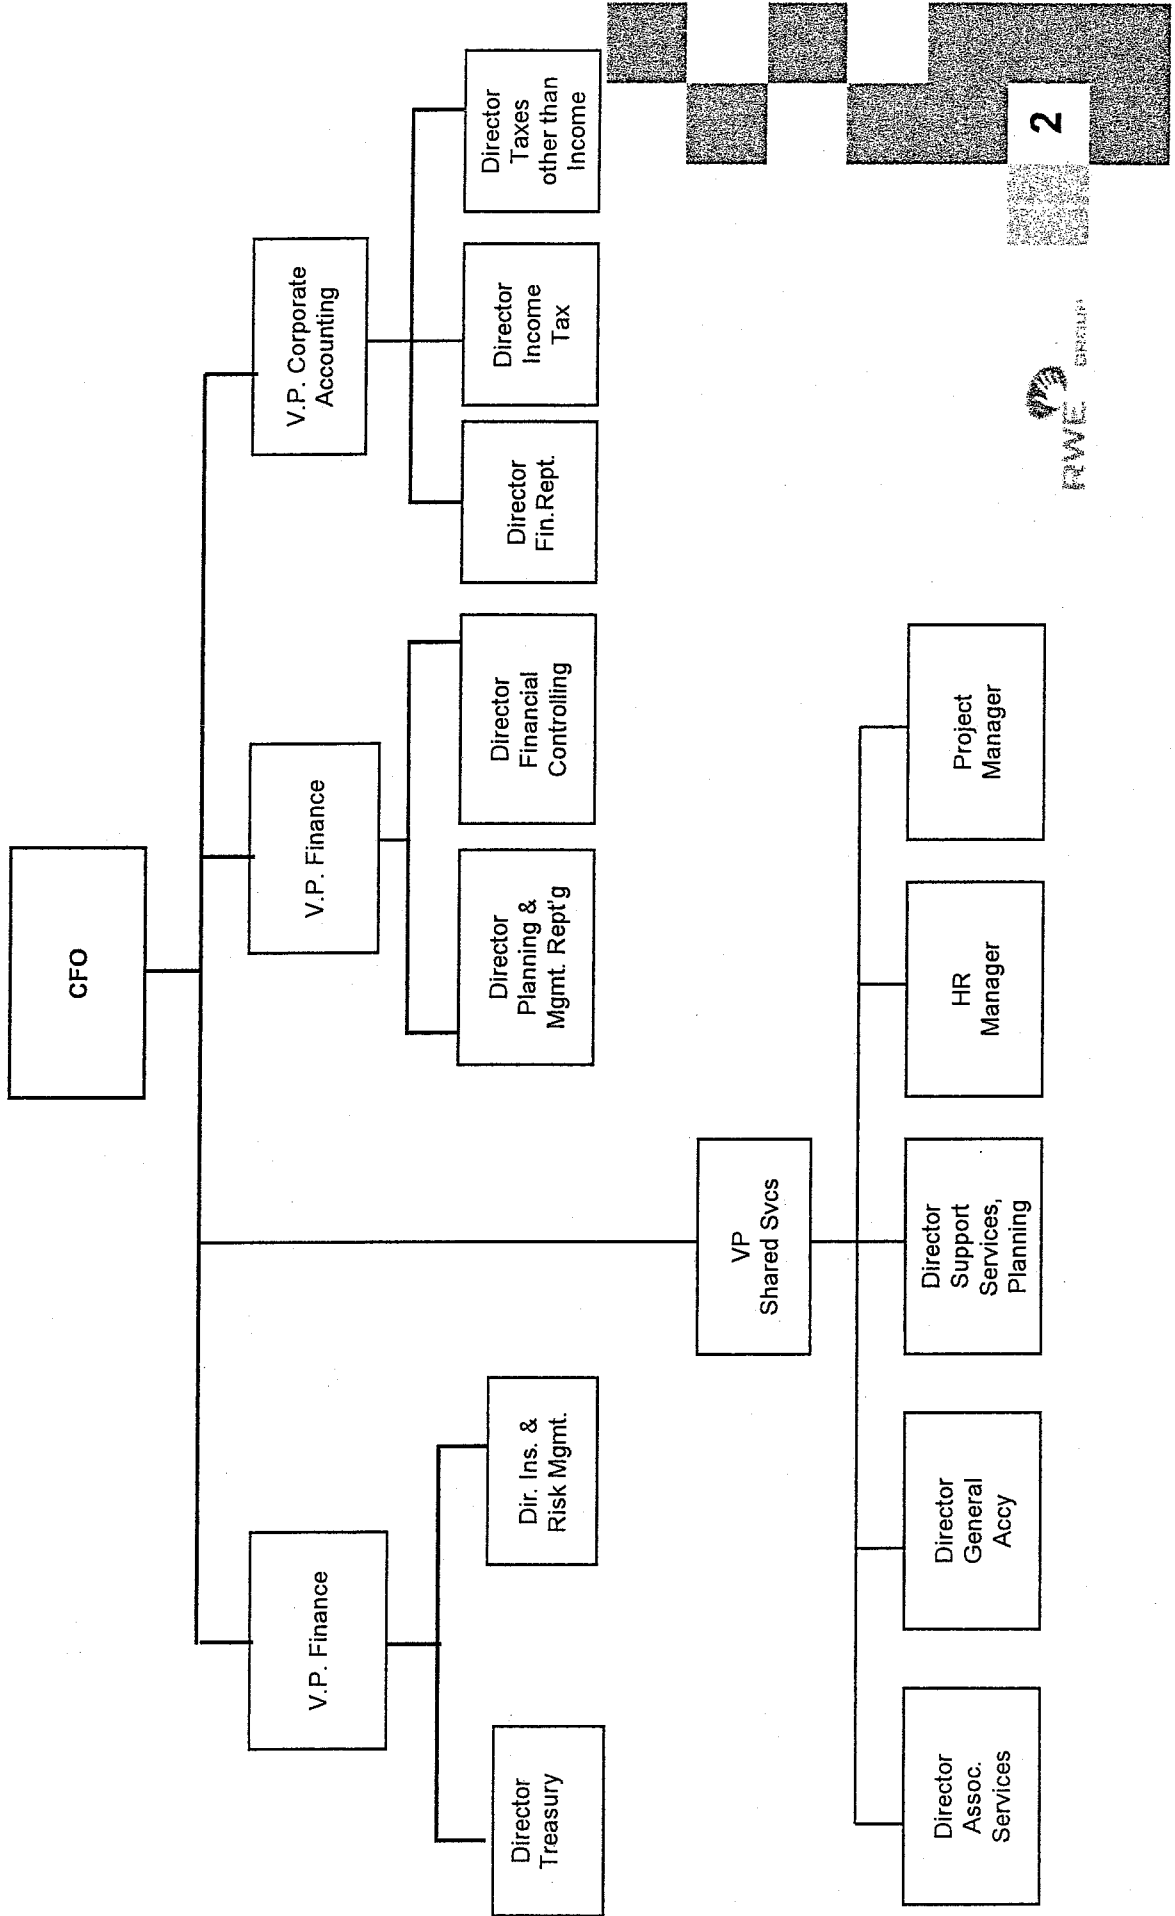 CFO
V.P. Finance
V.P. Finance
V.P. Corporate
Accounting
Director
Treasury
Dir. Ins. &
Risk Mgmt.
Director
Planning &
Mgmt. Rept'g
Director
Financial
Controlling
Director
Fin.Rept.
Director
Income
Tax
Director
Taxes
other than
Income
VP
Shared Svcs
Director
Assoc.
Services
Director
General
Accy
Director
Support
Services,
Planning
HR
Manager
Project
Manager
RWE GROUP
2